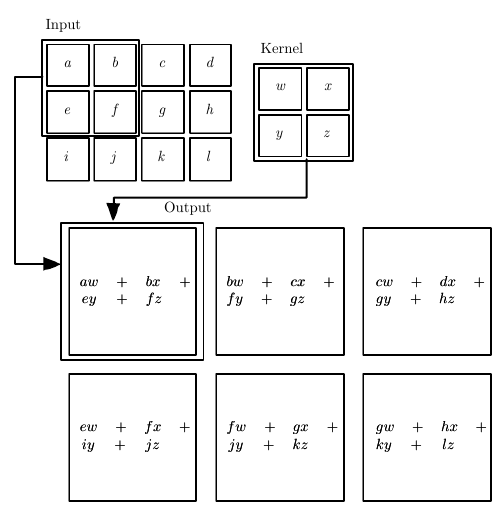 Input
Kernel
a b c d
w x
e f g h
y z
i j k l
Output
aw + bx +
ey + fz
bw + cx +
fy + gz
cw + dx +
gy + hz
ew + fx +
iy + jz
fw + gx +
jy + kz
gw + hx +
ky + lz